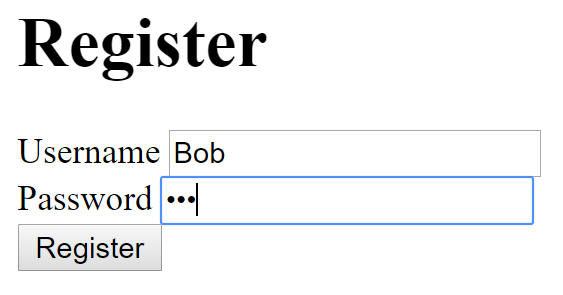 Register
Username Bob
Password •••
Register